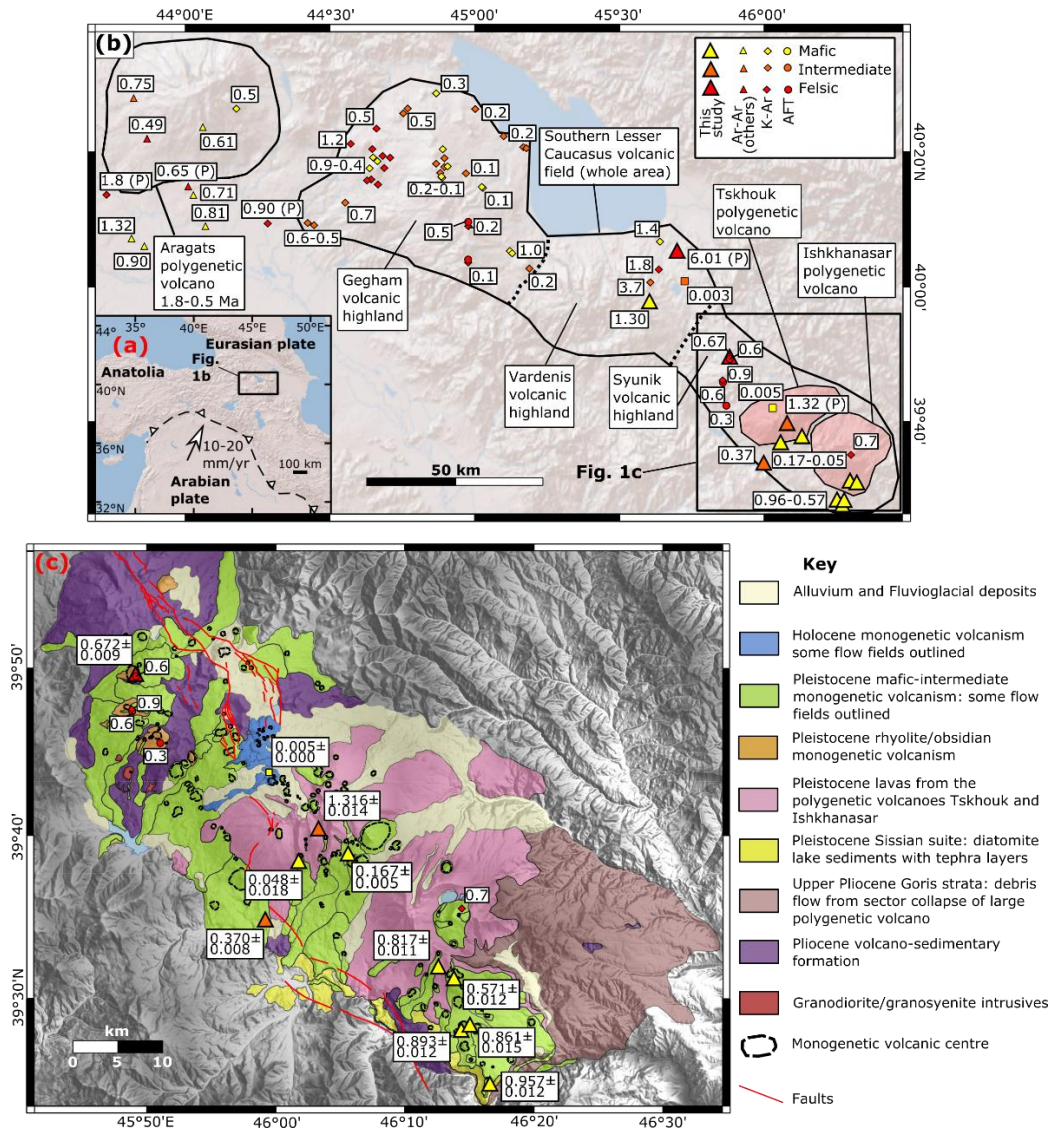 44°00'E
44°30'E
45°00'E
45°30'E
46°00'E
(b)
Mafic
Intermediate
Felsic
This study
Ar-Ar (others)
K-Ar
AFT
0.75
0.5
0.49
0.61
1.8 (P)
0.65 (P)
0.71
0.81
1.32
0.90
0.90 (P)
Aragats
polygenetic
volcano
1.8-0.5 Ma
0.3
0.5
0.5
0.2
1.2
0.2
0.9-0.4
0.1
0.2-0.1
0.1
0.7
0.6-0.5
0.5
0.2
1.0
0.1
0.2
Gegham
volcanic
highland
Southern Lesser
Caucasus volcanic
field (whole area)
Tskhouk
polygenetic
volcano
Ishkhanasar
polygenetic
volcano
1.4
6.01 (P)
1.8
3.7
0.003
1.30
Vardenis
volcanic
highland
Syunik
volcanic
highland
0.67
0.6
0.9
0.6
0.005
0.3
1.32 (P)
0.7
0.37
0.17-0.05
0.96-0.57
Fig. 1c
50 km
40°20'N
40°00'N
39°40'N
(a)
44°
35°E
40°E
45°E
50°E
Eurasian plate
Fig.
1b
Anatolia
40°N
36°N
32°N
10-20
mm/yr
Arabian
plate
100 km
(c)
39°50'N
39°40'N
39°30'N
0.672±
0.009
0.6
0.9
0.6
0.3
0.005±
0.000
1.316±
0.014
0.048±
0.018
0.167±
0.005
0.370±
0.008
0.7
0.817±
0.011
0.571±
0.012
0.893±
0.012
0.861±
0.015
0.957±
0.012
km
0 5 10
45°50'E
46°00'E
46°10'E
46°20'E
46°30'E
Key
Alluvium and Fluvioglacial deposits
Holocene monogenetic volcanism
some flow fields outlined
Pleistocene mafic-intermediate
monogenetic volcanism: some flow
fields outlined
Pleistocene rhyolite/obsidian
monogenetic volcanism
Pleistocene lavas from the
polygenetic volcanoes Tskhouk and
Ishkhanasar
Pleistocene Sissian suite: diatomite
lake sediments with tephra layers
Upper Pliocene Goris strata: debris
flow from sector collapse of large
polygenetic volcano
Pliocene volcano-sedimentary
formation
Granodiorite/granosyenite intrusives
Monogenetic volcanic centre
Faults